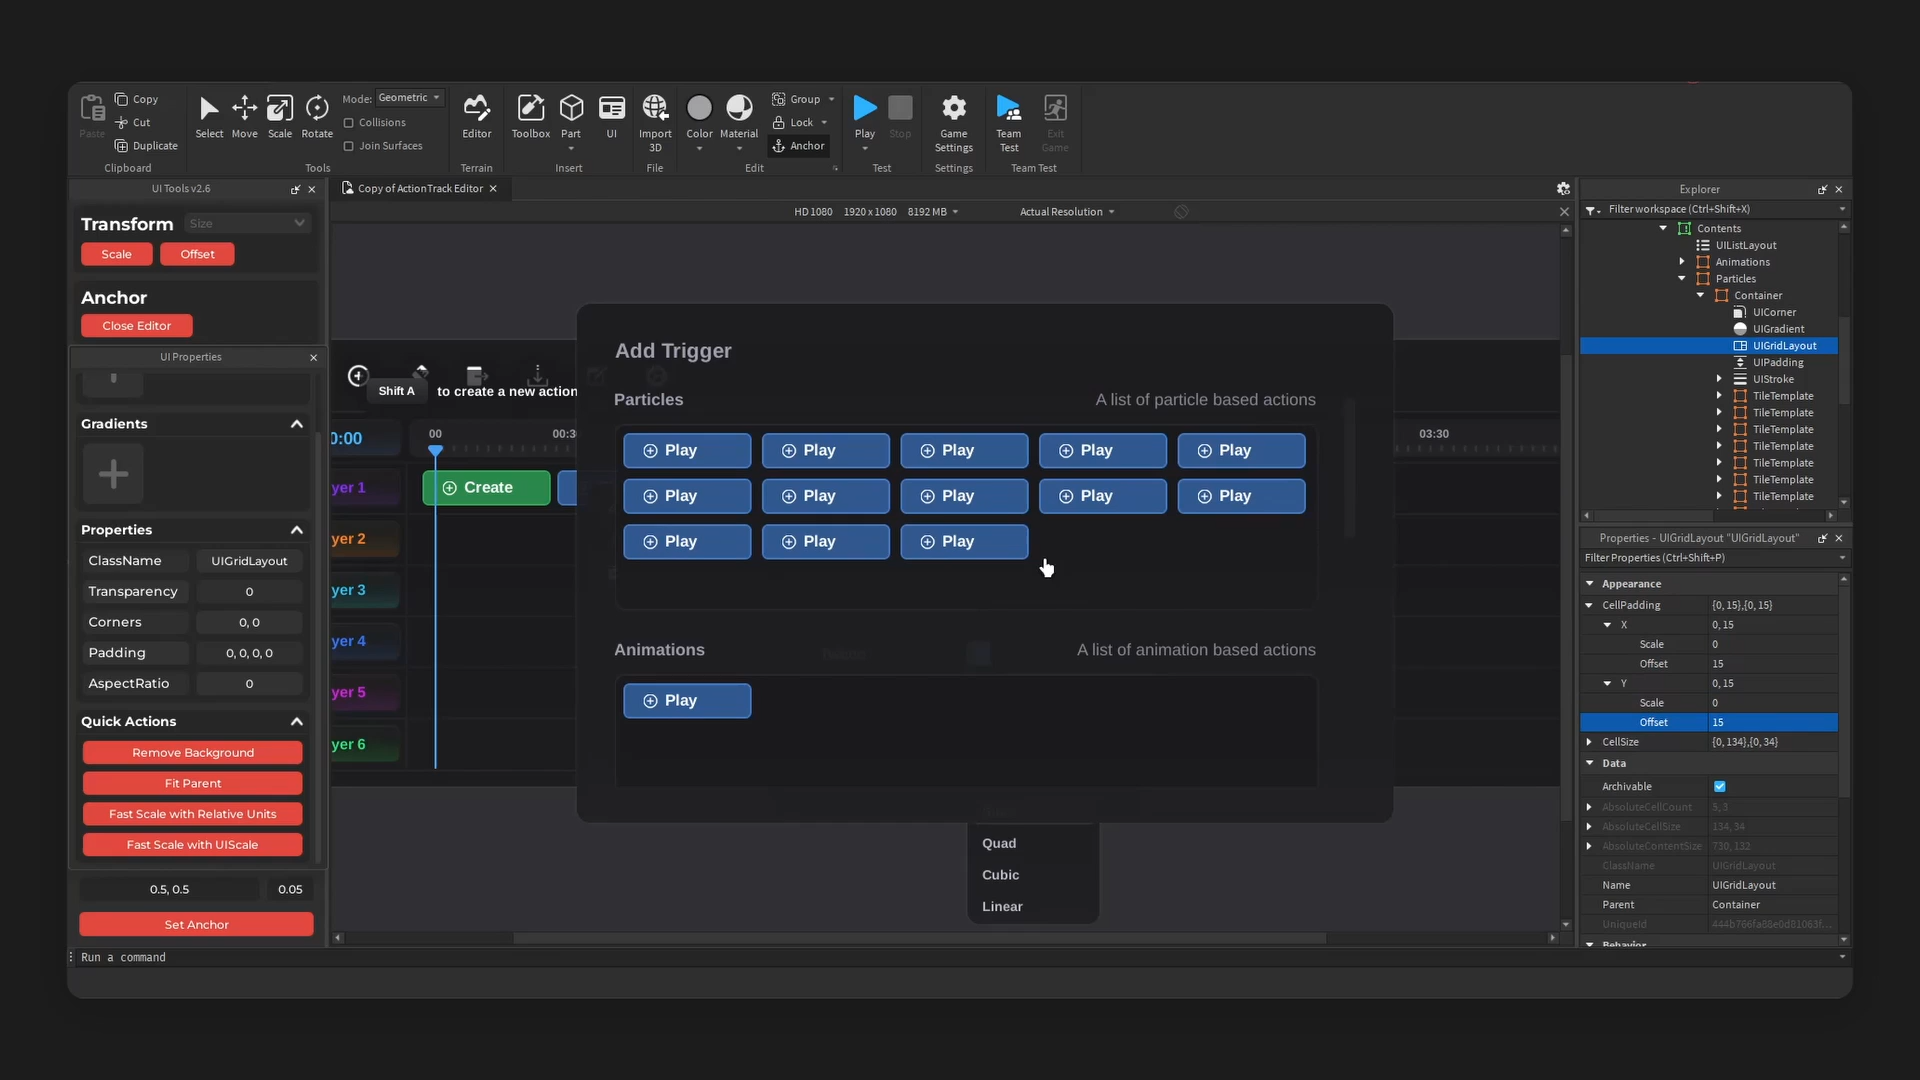 Paste
Copy
Cut
Duplicate
Clipboard
Select
Move
Scale
Rotate
Mode: Geometric
Collisions
Join Surfaces
Tools
Editor
Terrain
Toolbox
Part
UI
Insert
Import
3D
File
Color
Material
Group
Lock
Anchor
Edit
Play
Stop
Test
Game
Settings
Settings
Team
Test
Exit
Game
Team Test
UI Tools v2.6
Transform
Size
Scale
Offset
Anchor
Close Editor
UI Properties
Gradients
Properties
ClassName
UIGridLayout
Transparency
0
Corners
0, 0
Padding
0, 0, 0, 0
AspectRatio
0
Quick Actions
Remove Background
Fit Parent
Fast Scale with Relative Units
Fast Scale with UIScale
0.5, 0.5
0.05
Set Anchor
Run a command
Copy of ActionTrack Editor
HD 1080 1920 x 1080 8192 MB
Actual Resolution
Shift A to create a new action
0:00
00
00:30
03:30
yer 1
Create
yer 2
yer 3
yer 4
yer 5
yer 6
Add Trigger
Particles
A list of particle based actions
Play Play Play Play Play
Play Play Play Play Play
Play Play Play
Animations
A list of animation based actions
Play
Quad
Cubic
Linear
Explorer
Filter workspace (Ctrl+Shift+X)
Contents
UIListLayout
Animations
Particles
Container
UICorner
UIGradient
UIGridLayout
UIPadding
UIStroke
TileTemplate
TileTemplate
TileTemplate
TileTemplate
TileTemplate
TileTemplate
TileTemplate
Properties - UIGridLayout "UIGridLayout"
Filter Properties (Ctrl+Shift+P)
Appearance
CellPadding {0, 15},{0, 15}
X 0, 15
Scale 0
Offset 15
Y 0, 15
Scale 0
Offset 15
CellSize {0, 134},{0, 34}
Data
Archivable
AbsoluteCellCount 5, 3
AbsoluteCellSize 134, 34
AbsoluteContentSize 730, 132
ClassName UIGridLayout
Name UIGridLayout
Parent Container
UniqueId
Behavior